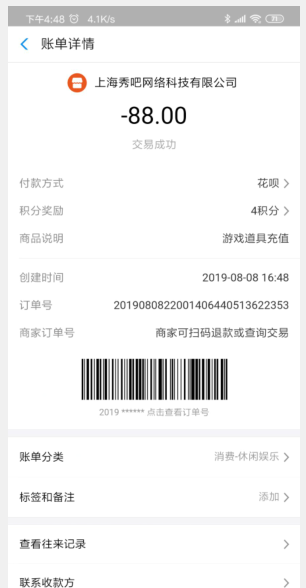 下午4:48 4.1K/s 33
账单详情
上海秀吧网络科技有限公司
-88.00
交易成功
付款方式 花呗
积分奖励 4积分
商品说明 游戏道具充值
创建时间 2019-08-08 16:48
订单号 2019080822001406440513622353
商家订单号 商家可扫码退款或查询交易
2019 ****** 点击查看订单号
账单分类 消费-休闲娱乐
标签和备注 添加
查看往来记录
联系收款方